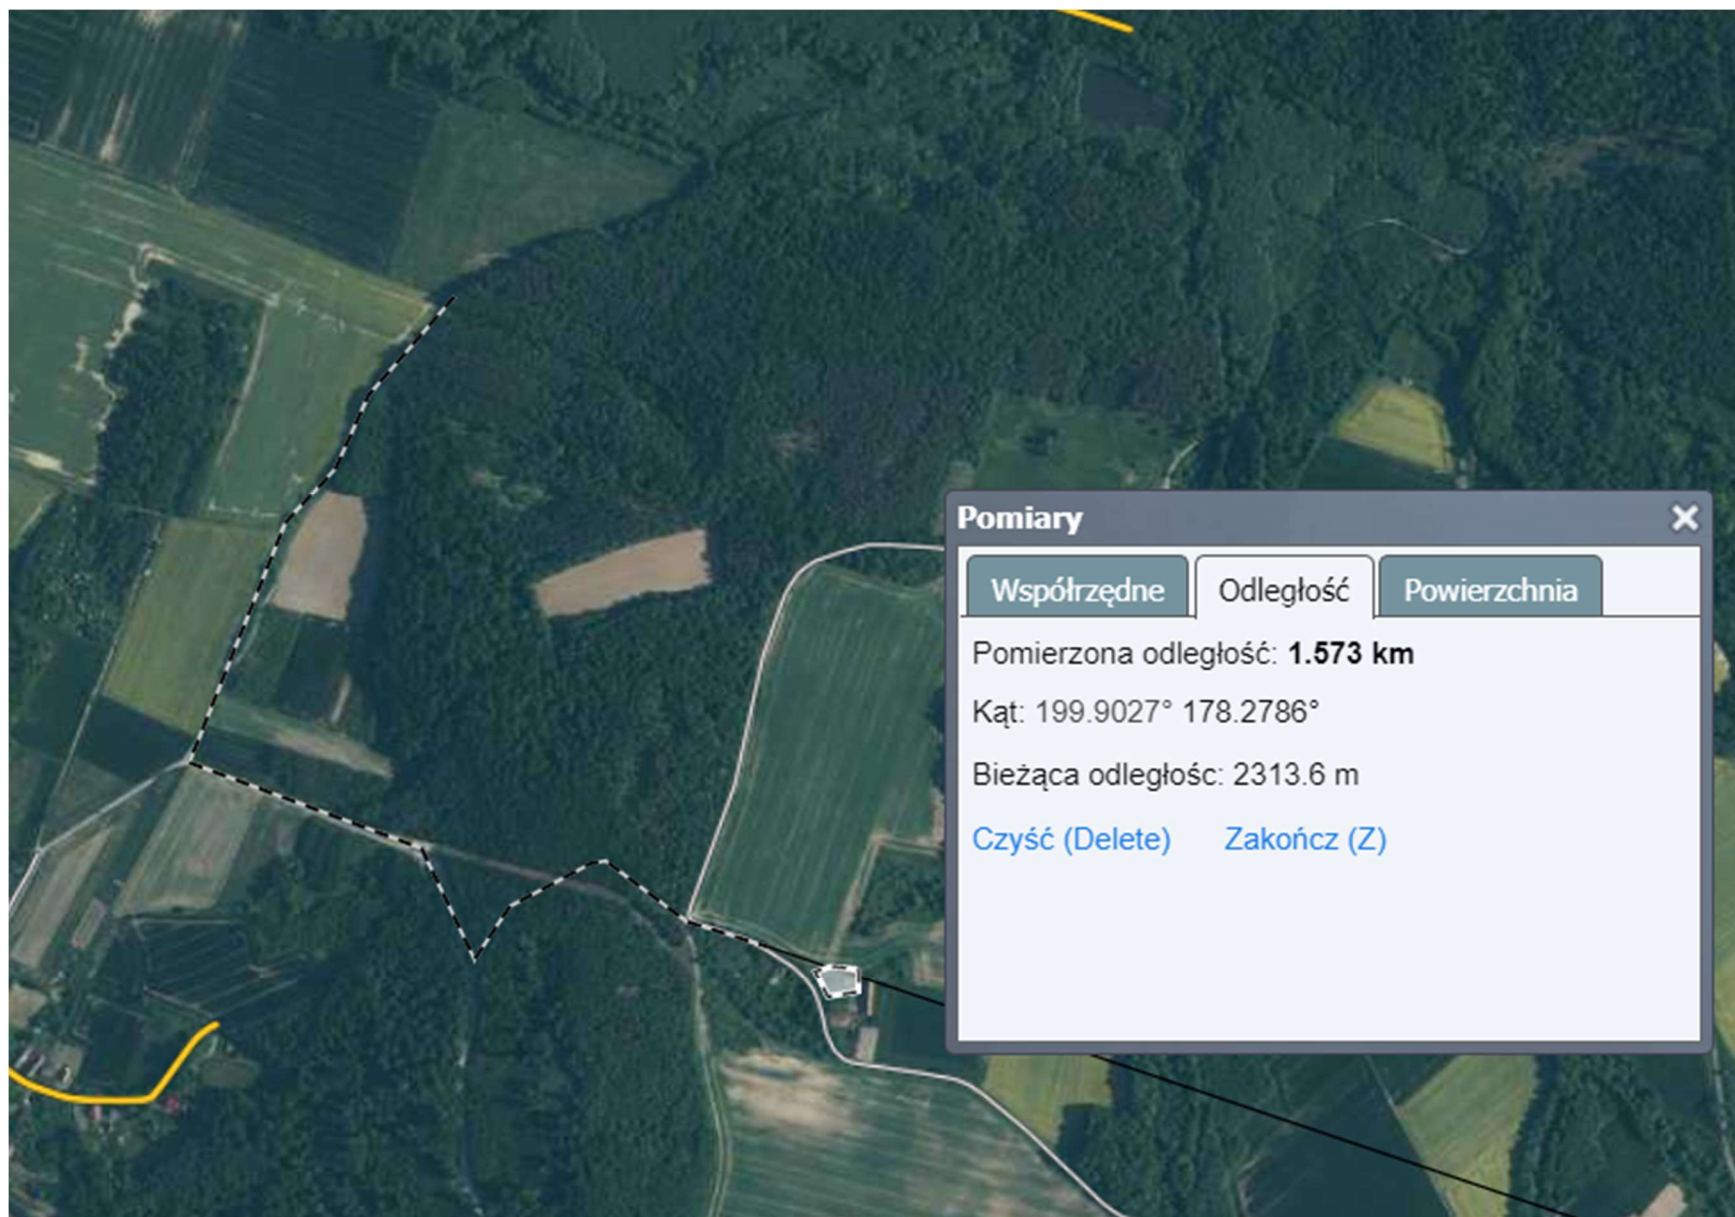 Pomiary
Współrzędne Odległość Powierzchnia
Pomierzona odległość: 1.573 km
Kąt: 199.9027° 178.2786°
Bieżąca odległośc: 2313.6 m
Czyść (Delete) Zakończ (Z)